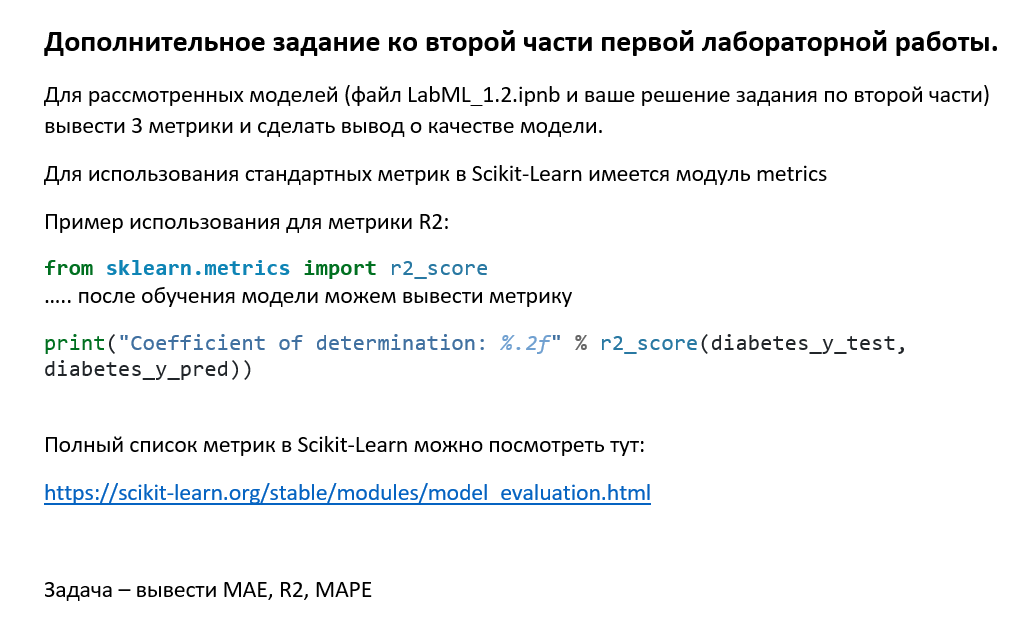 Дополнительное задание ко второй части первой лабораторной работы.
Для рассмотренных моделей (файл LabML_1.2.ipnb и ваше решение задания по второй части)
вывести 3 метрики и сделать вывод о качестве модели.
Для использования стандартных метрик в Scikit-Learn имеется модуль metrics
Пример использования для метрики R2:
from sklearn.metrics import r2_score
….. после обучения модели можем вывести метрику
print("Coefficient of determination: %.2f" % r2_score(diabetes_y_test,
diabetes_y_pred))
Полный список метрик в Scikit-Learn можно посмотреть тут:
https://scikit-learn.org/stable/modules/model_evaluation.html
Задача – вывести MAE, R2, MAPE